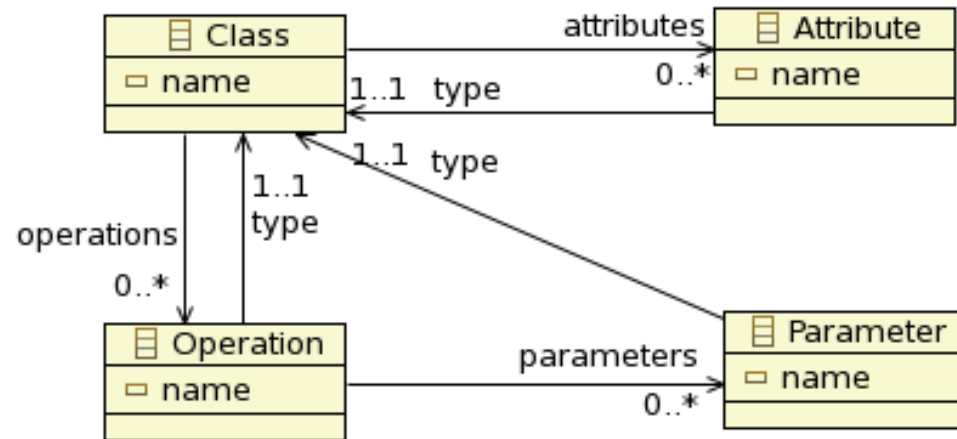 Class
name
attributes
0..*
Attribute
name
1..1 type
1..1 type
1..1
type
operations
0..*
Operation
name
parameters
0..*
Parameter
name